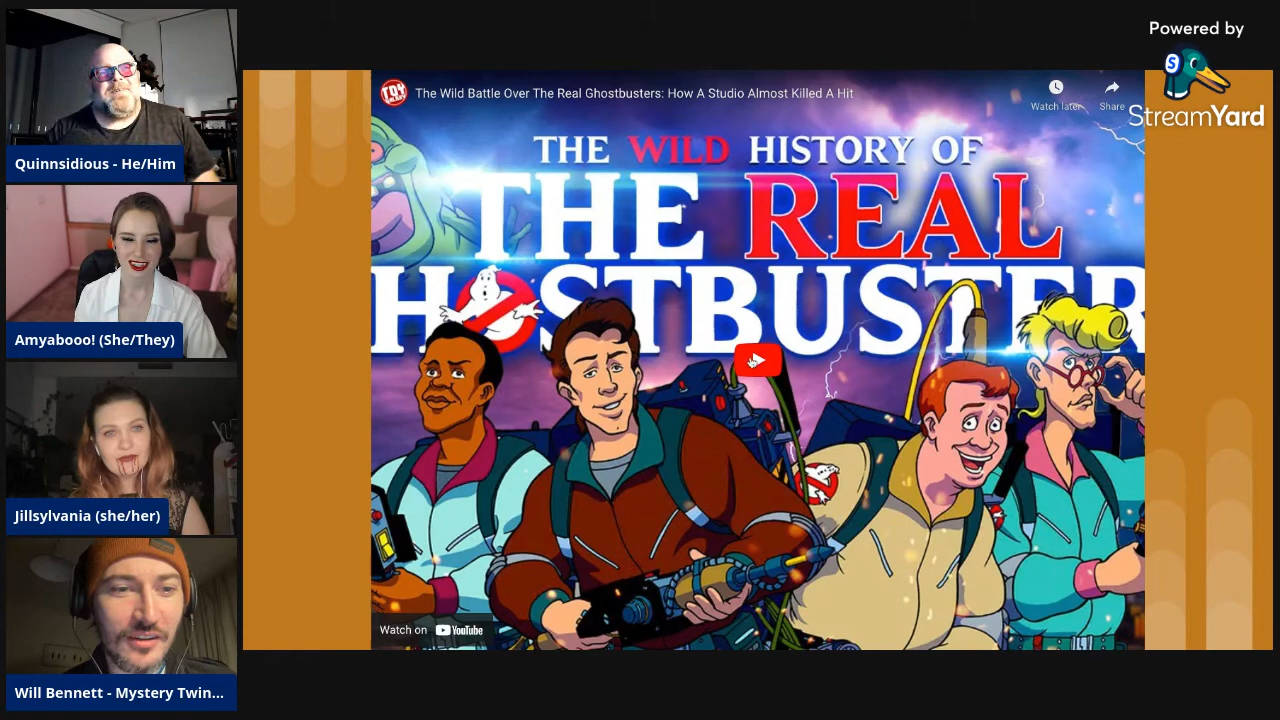 Powered by
StreamYard
Quinnsidious - He/Him
Amyabooo! (She/They)
Jillsylvania (she/her)
Will Bennett - Mystery Twin...
TOY GALAXY
The Wild Battle Over The Real Ghostbusters: How A Studio Almost Killed A Hit
Watch later
Share
THE WILD HISTORY OF
THE REAL
HOSTBUSTER
Watch on YouTube